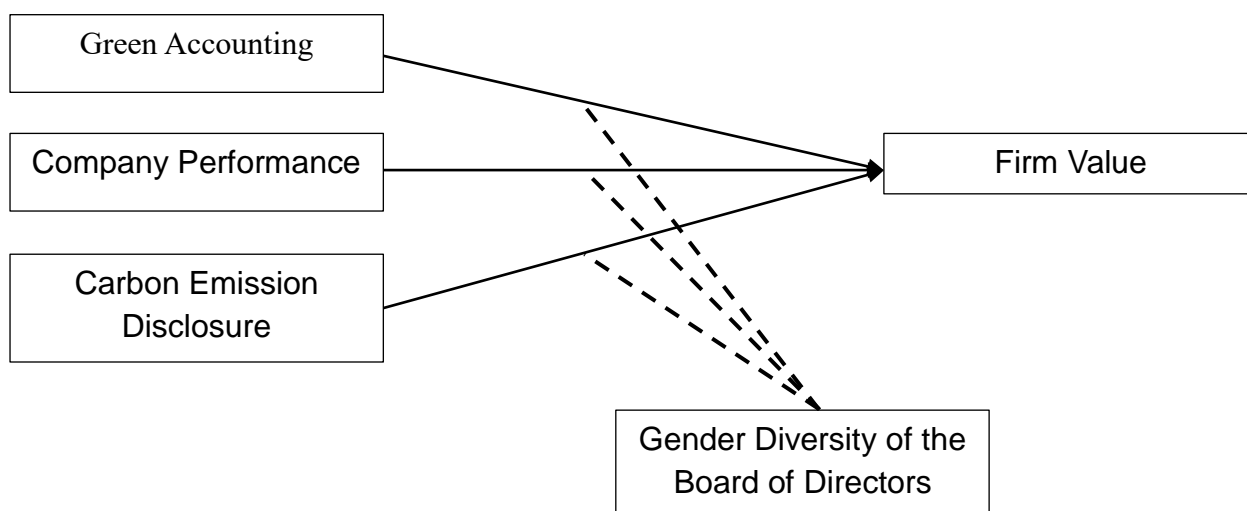 Green Accounting
Company Performance
Firm Value
Carbon Emission
Disclosure
Gender Diversity of the
Board of Directors